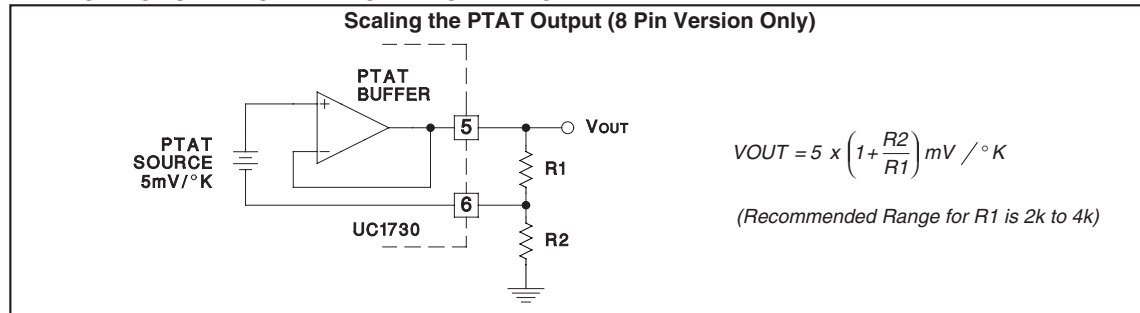 Scaling the PTAT Output (8 Pin Version Only)
PTAT
BUFFER
+
−
5
VOUT
PTAT
SOURCE
5mV/°K
R1
6
UC1730
R2
VOUT = 5 x (1+ R2/R1) mV / °K
(Recommended Range for R1 is 2k to 4k)